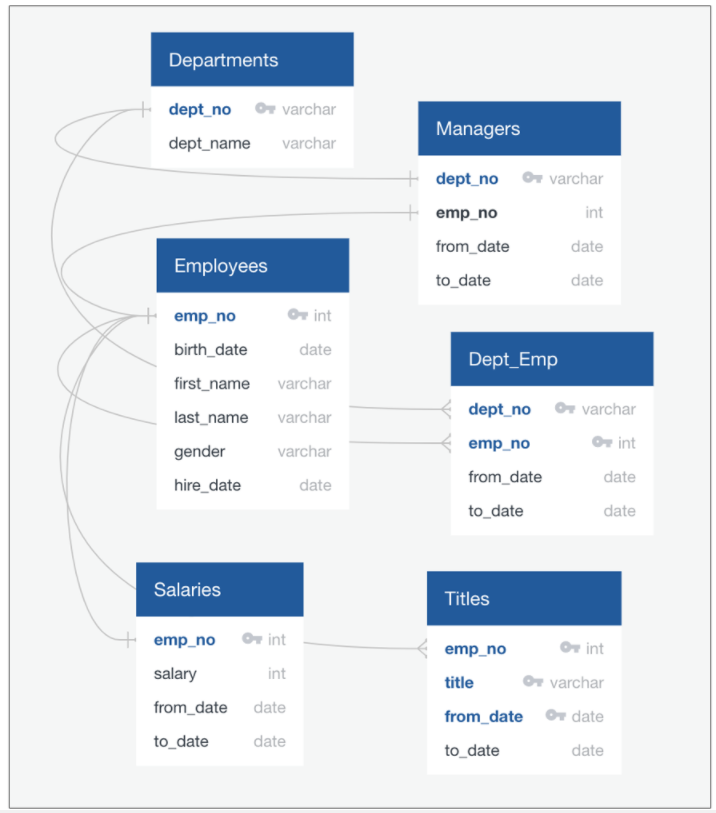 Departments
dept_no varchar
dept_name varchar
Managers
dept_no varchar
emp_no int
from_date date
to_date date
Employees
emp_no int
birth_date date
first_name varchar
last_name varchar
gender varchar
hire_date date
Dept_Emp
dept_no varchar
emp_no int
from_date date
to_date date
Salaries
emp_no int
salary int
from_date date
to_date date
Titles
emp_no int
title varchar
from_date date
to_date date